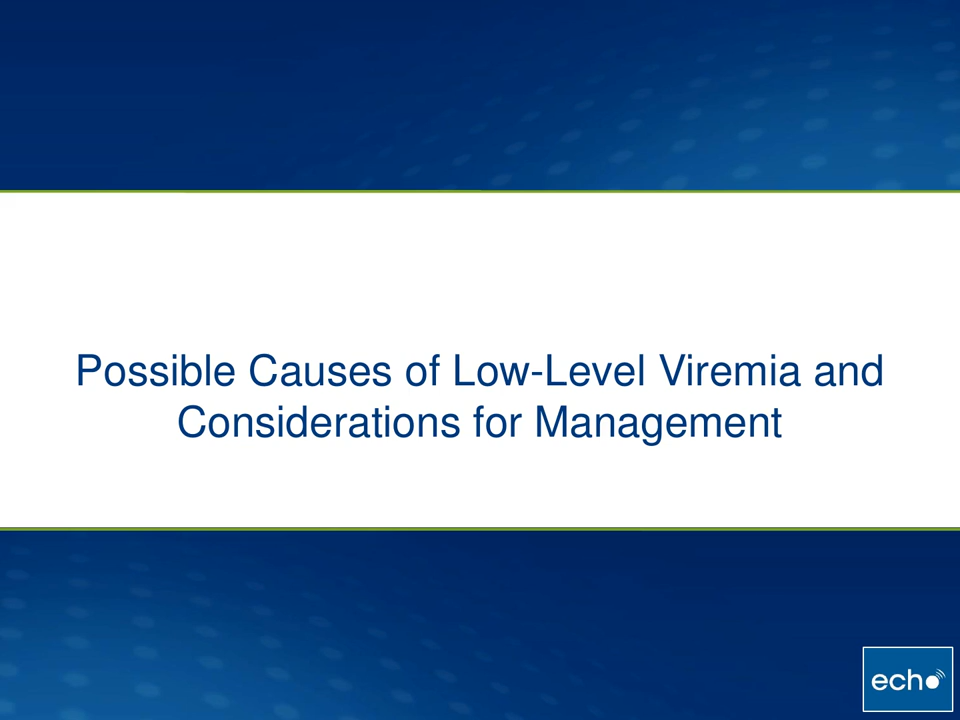 Possible Causes of Low-Level Viremia and
Considerations for Management
echo